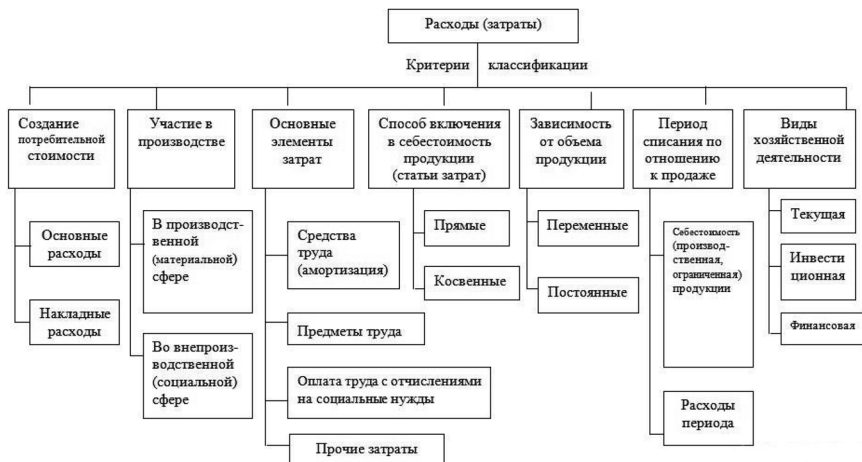 Расходы (затраты)
Критерии классификации
Создание
потребительной
стоимости
Основные
расходы
Накладные
расходы
Участие в
производстве
В производст-
венной
(материальной)
сфере
Во внепроиз-
водственной
(социальной)
сфере
Основные
элементы
затрат
Средства
труда
(амортизация)
Предметы труда
Оплата труда с отчислениями
на социальные нужды
Прочие затраты
Способ включения
в себестоимость
продукции
(статьи затрат)
Прямые
Косвенные
Зависимость
от объема
продукции
Переменные
Постоянные
Период
списания по
отношению
к продаже
Себестоимость
(производ-
ственная,
ограниченная)
продукции
Расходы
периода
Виды
хозяйственной
деятельности
Текущая
Инвести
ционная
Финансовая